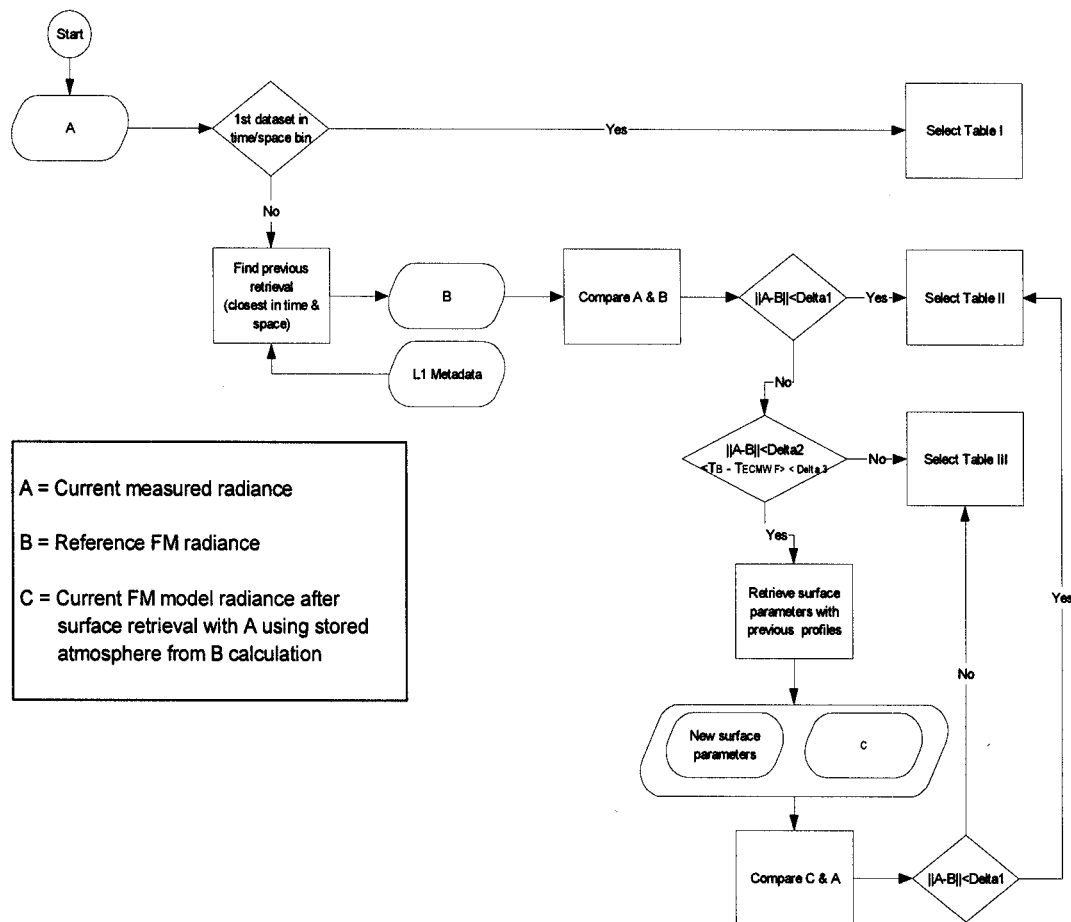 Start
A
1st dataset in
time/space bin
Yes
Select Table I
No
Find previous
retrieval
(closest in time &
space)
B
Compare A & B
||A-B||<Delta1
Yes
Select Table II
L1 Metadata
No
||A-B||<Delta2
<TB - TECMWF> < Delta 3
No
Select Table III
A = Current measured radiance
B = Reference FM radiance
C = Current FM model radiance after
surface retrieval with A using stored
atmosphere from B calculation
Yes
Retrieve surface
parameters with
previous profiles
Yes
No
New surface
parameters
C
Compare C & A
||A-B||<Delta1